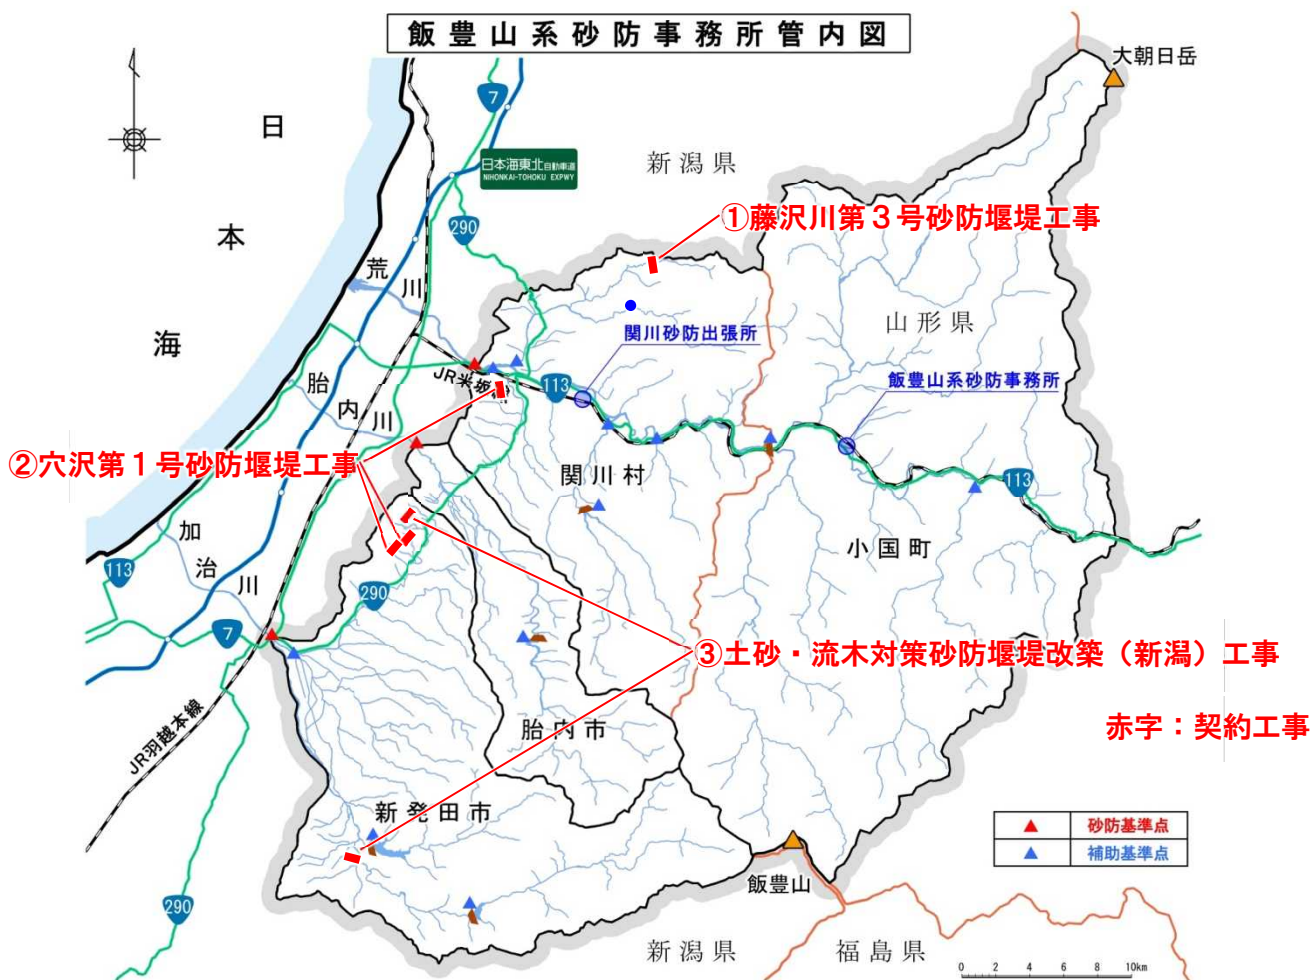 飯豊山系砂防事務所管内図
大朝日岳
7
日本海東北自動車道
NIHONKAI-TOHOKU EXPWY
新潟県
日本海
290
①藤沢川第3号砂防堰堤工事
荒川
山形県
関川砂防出張所
JR米坂線
113
飯豊山系砂防事務所
胎内川
②穴沢第1号砂防堰堤工事
関川村
113
小国町
加治川
113
290
7
③土砂・流木対策砂防堰堤改築(新潟)工事
JR羽越本線
胎内市
赤字：契約工事
新発田市
砂防基準点
補助基準点
飯豊山
290
新潟県
福島県
0 2 4 6 8 10km